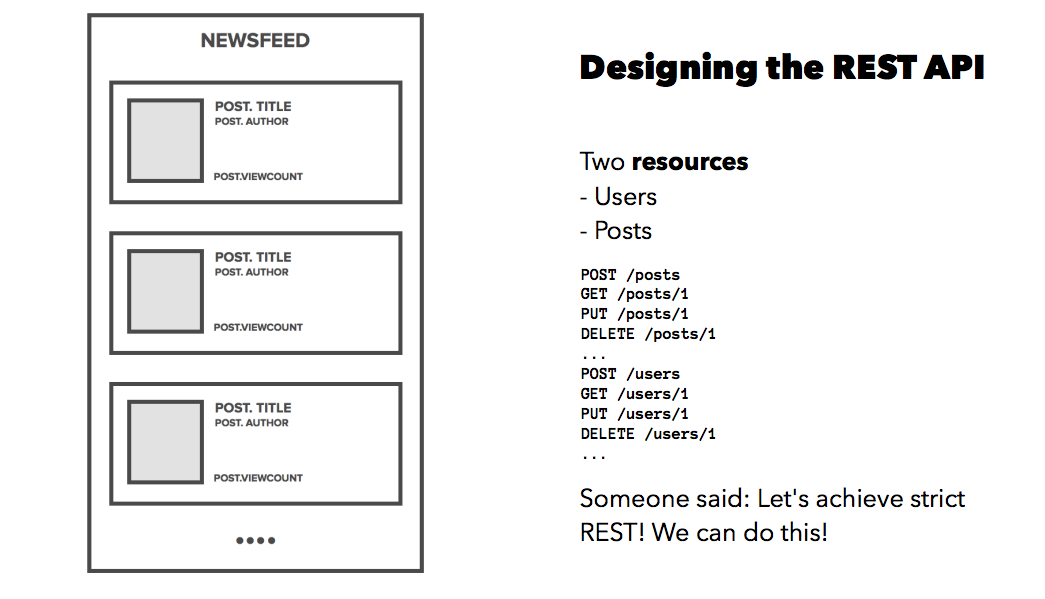 NEWSFEED
POST. TITLE
POST. AUTHOR
POST.VIEWCOUNT
POST. TITLE
POST. AUTHOR
POST.VIEWCOUNT
POST. TITLE
POST. AUTHOR
POST.VIEWCOUNT
Designing the REST API
Two resources
- Users
- Posts
POST /posts
GET /posts/1
PUT /posts/1
DELETE /posts/1
...
POST /users
GET /users/1
PUT /users/1
DELETE /users/1
...
Someone said: Let's achieve strict
REST! We can do this!